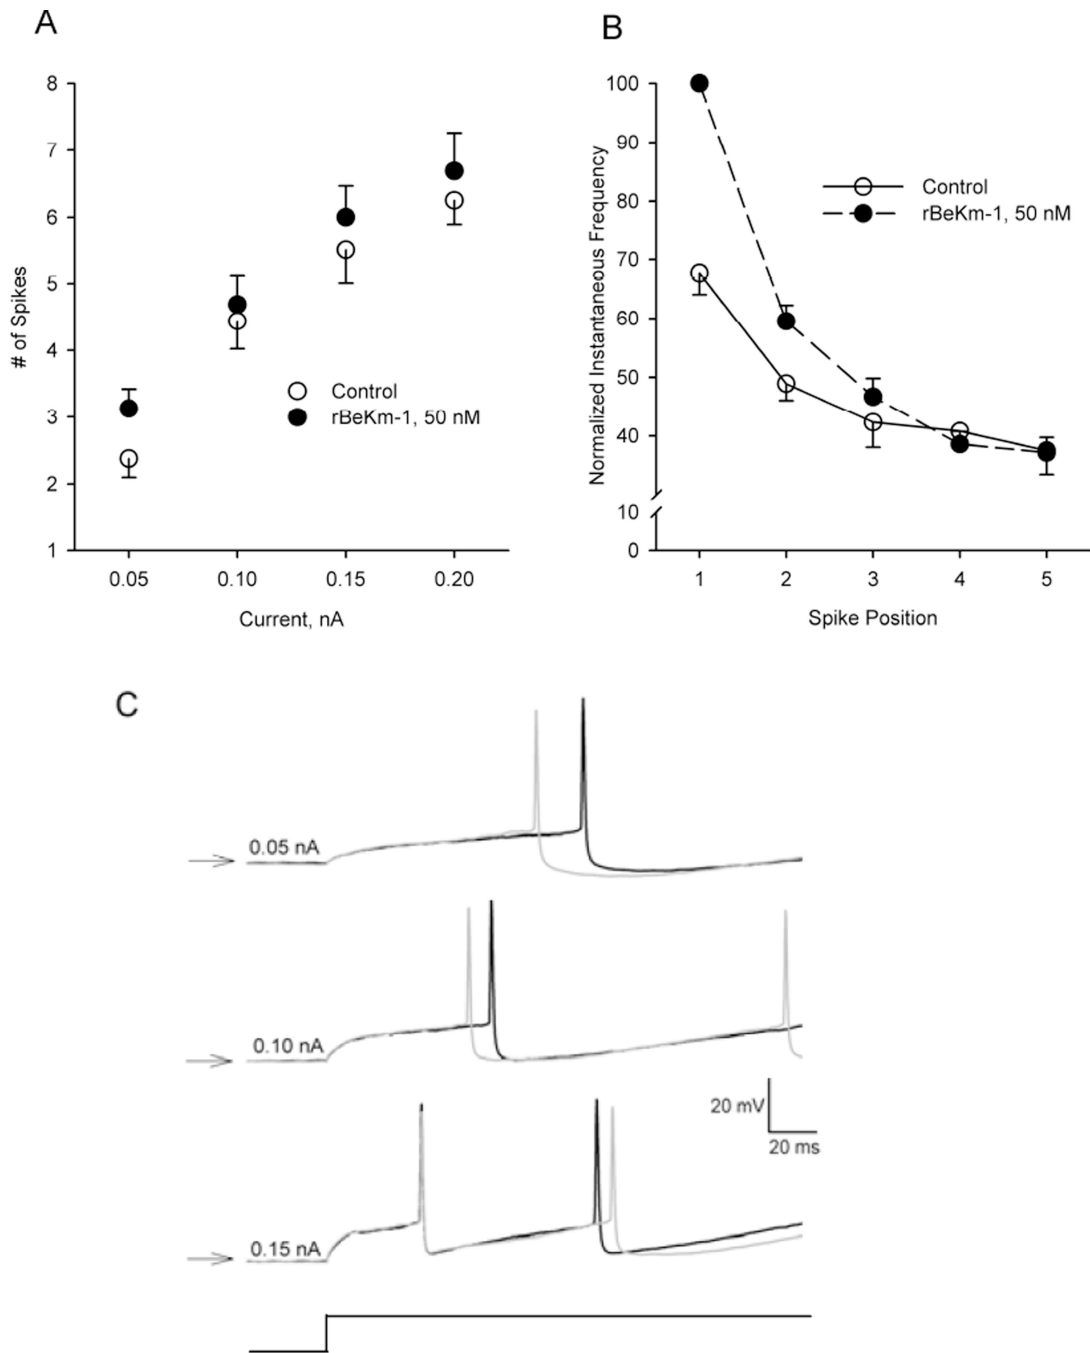 A
8
7
6
5
4
3
2
1
# of Spikes
Control
rBeKm-1, 50 nM
0.05 0.10 0.15 0.20
Current, nA
B
100
90
80
70
60
50
40
10
0
Normalized Instantaneous Frequency
Control
rBeKm-1, 50 nM
1 2 3 4 5
Spike Position
C
0.05 nA
0.10 nA
20 mV
20 ms
0.15 nA